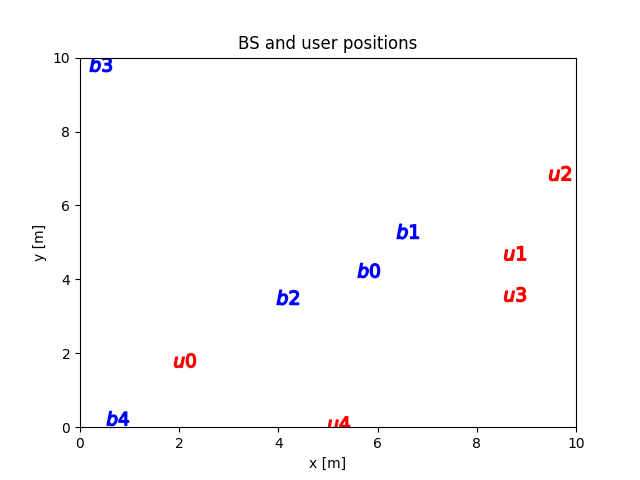 BS and user positions
10
b3
8
u2
6
b1
u1
y [m]
b0
4
u3
b2
2
u0
b4
u4
0
0 2 4 6 8 10
x [m]